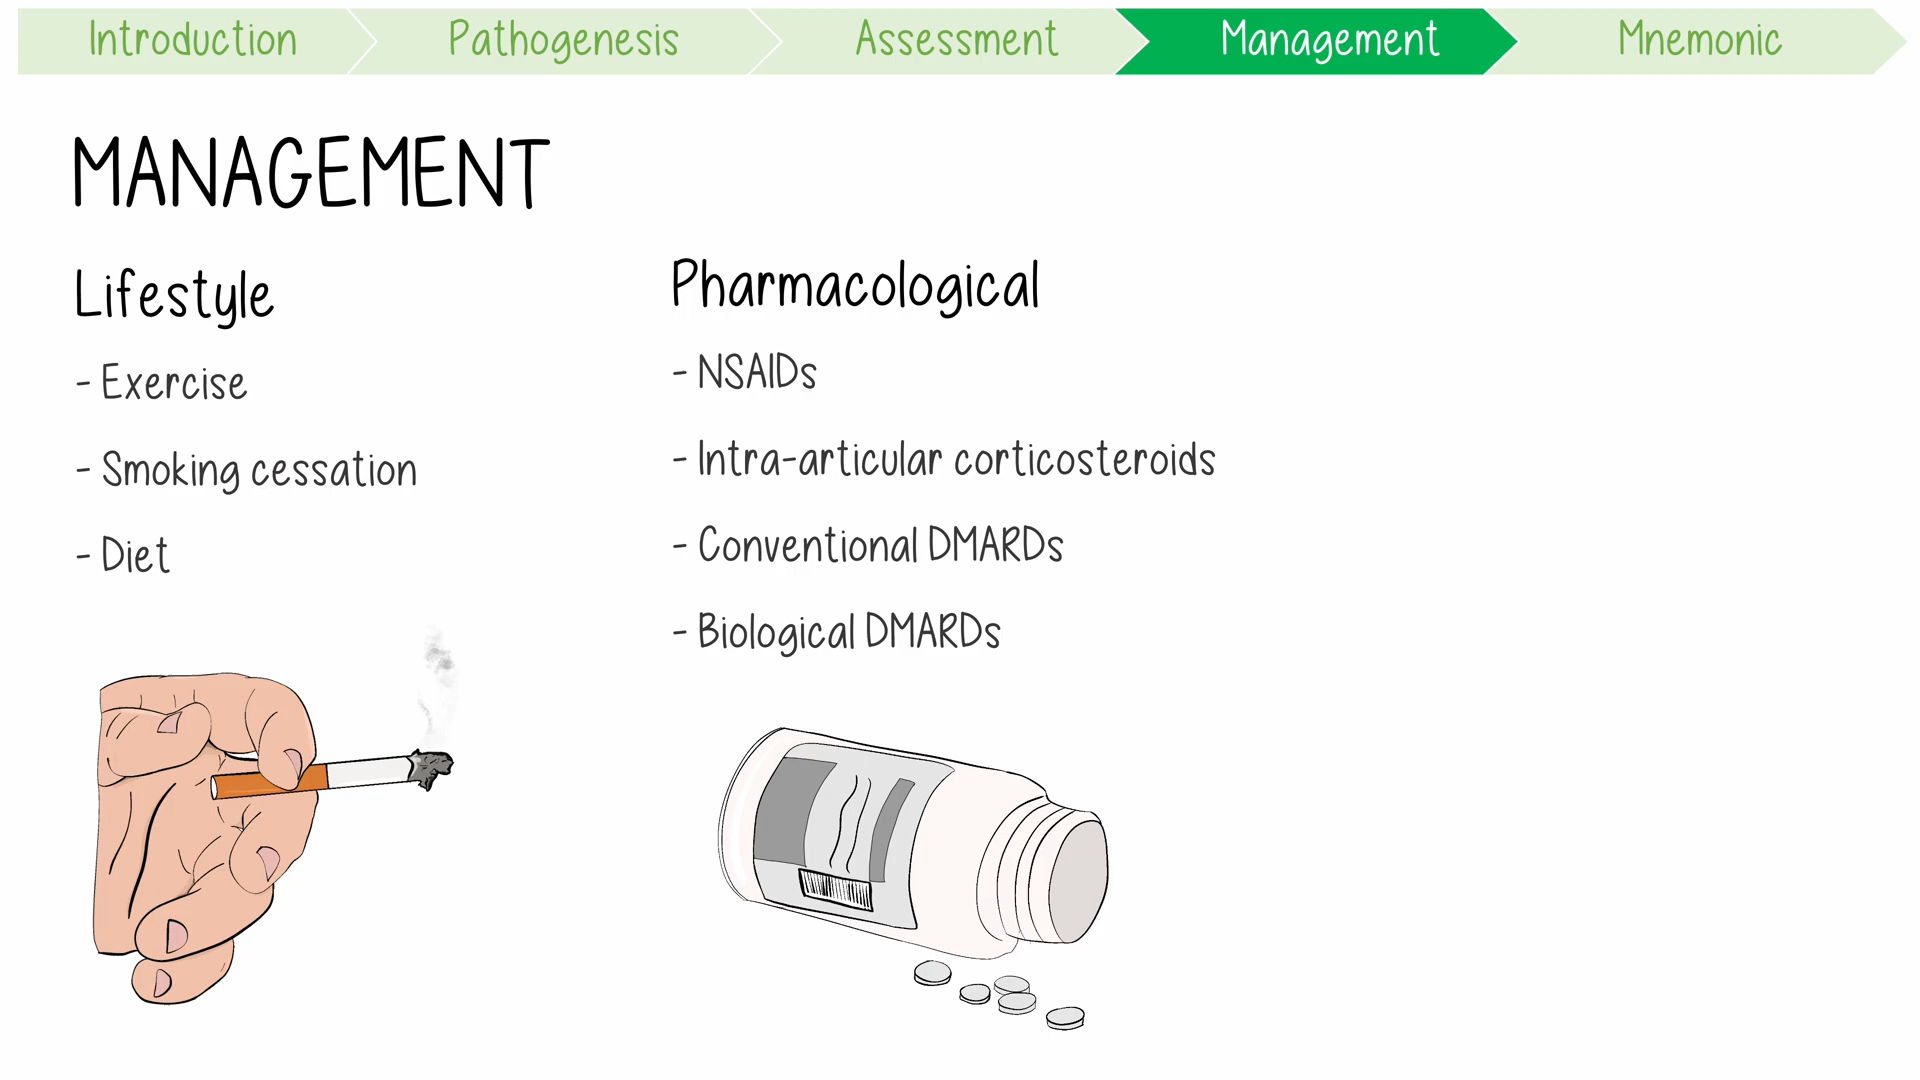 Introduction
Pathogenesis
Assessment
Management
Mnemonic
MANAGEMENT
Lifestyle
- Exercise
- Smoking cessation
- Diet
Pharmacological
- NSAIDs
- Intra-articular corticosteroids
- Conventional DMARDs
- Biological DMARDs